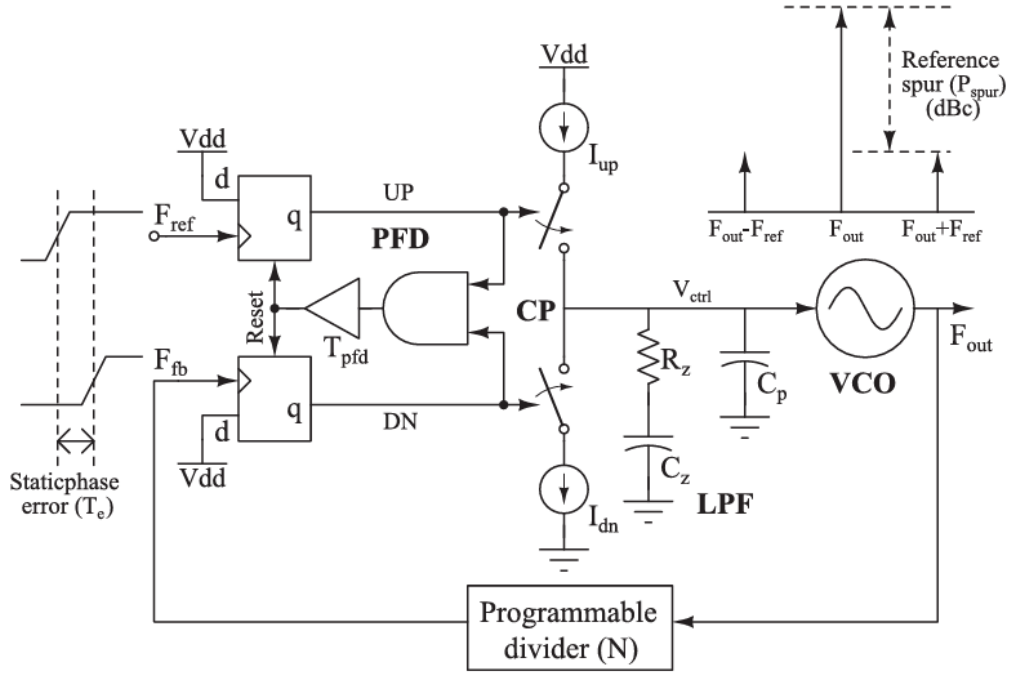 Vdd
Reference
spur (P_spur)
(dBc)
I_up
Vdd
d
q
UP
F_ref
PFD
F_out-F_ref
F_out
F_out+F_ref
Reset
T_pfd
CP
V_ctrl
R_z
C_p
VCO
F_out
F_fb
q
d
DN
Vdd
C_z
LPF
I_dn
Staticphase
error (T_e)
Programmable
divider (N)